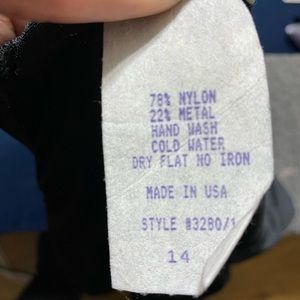 78% NYLON
22% METAL
HAND WASH
COLD WATER
DRY FLAT NO IRON
MADE IN USA
STYLE #3280/1
14